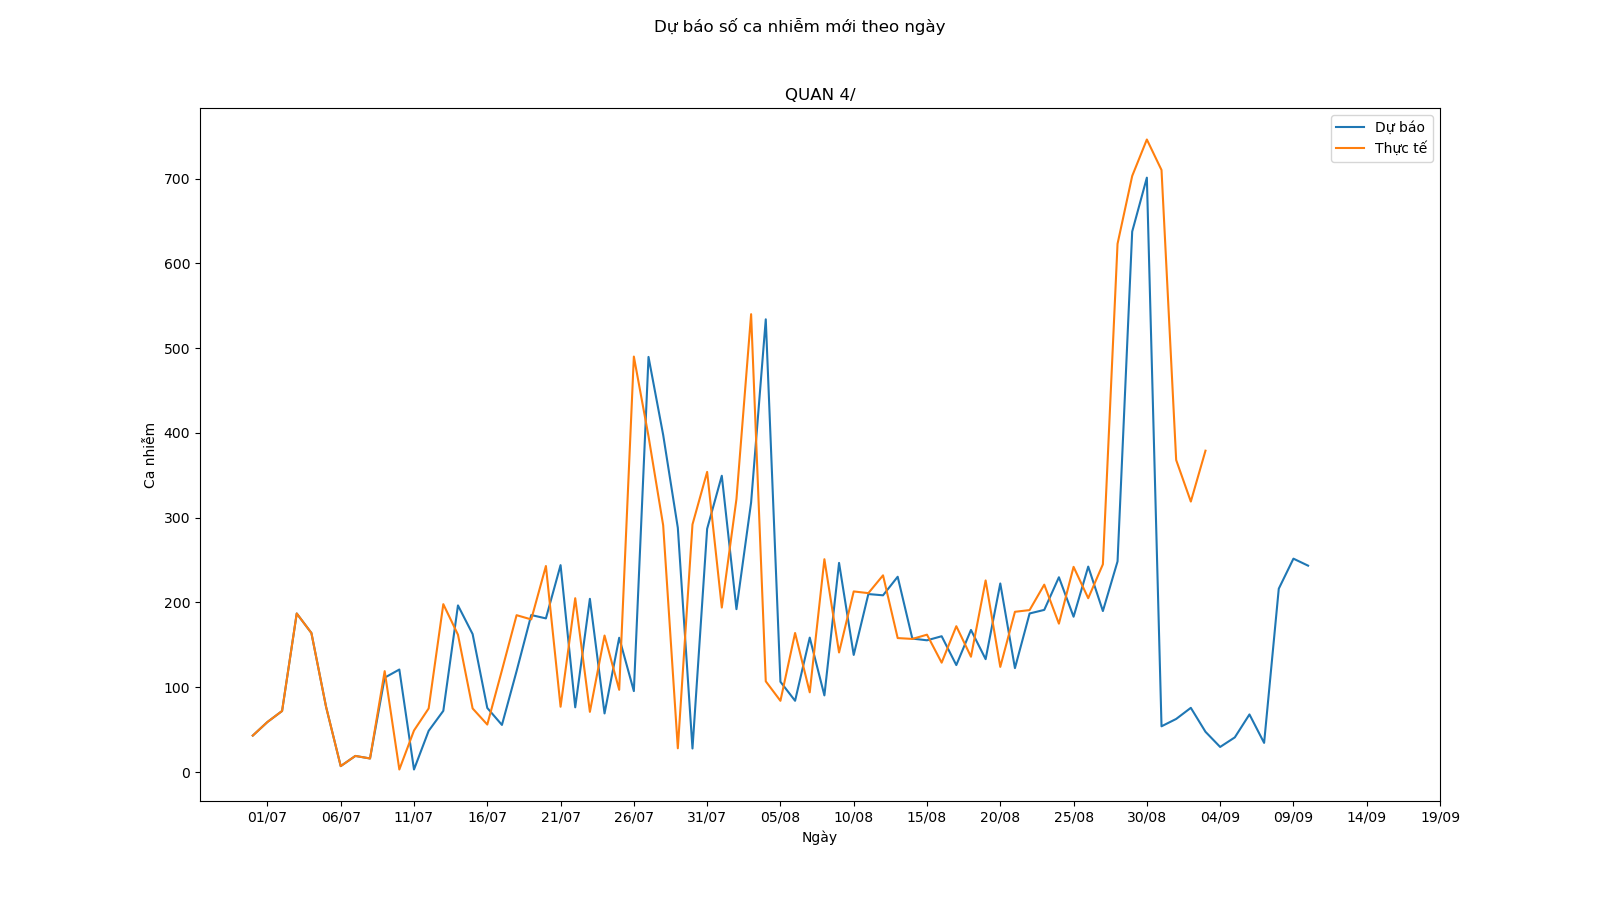 Dự báo số ca nhiễm mới theo ngày
QUAN 4/
Dự báo
Thực tế
700
600
500
400
300
200
100
0
Ca nhiễm
01/07 06/07 11/07 16/07 21/07 26/07 31/07 05/08 10/08 15/08 20/08 25/08 30/08 04/09 09/09 14/09 19/09
Ngày